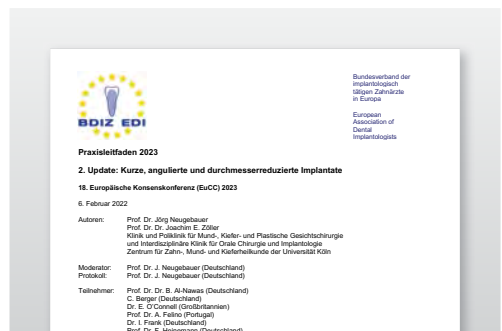 BDIZ EDI
Bundesverband der
implantologisch
tätigen Zahnärzte
in Europa
European
Association of
Dental
Implantologists
Praxisleitfaden 2023
2. Update: Kurze, angulierte und durchmesserreduzierte Implantate
18. Europäische Konsenskonferenz (EuCC) 2023
6. Februar 2022
Autoren: Prof. Dr. Jörg Neugebauer
Prof. Dr. Dr. Joachim E. Zöller
Klinik und Poliklinik für Mund-, Kiefer- und Plastische Gesichtschirurgie
und Interdisziplinäre Klinik für Orale Chirurgie und Implantologie
Zentrum für Zahn-, Mund- und Kieferheilkunde der Universität Köln
Moderator: Prof. Dr. J. Neugebauer (Deutschland)
Protokoll: Prof. Dr. J. Neugebauer (Deutschland)
Teilnehmer: Prof. Dr. Dr. B. Al-Nawas (Deutschland)
C. Berger (Deutschland)
Dr. E. O'Connell (Großbritannien)
Prof. Dr. A. Felino (Portugal)
Dr. I. Frank (Deutschland)
Prof. Dr. F. Heinemann (Deutschland)